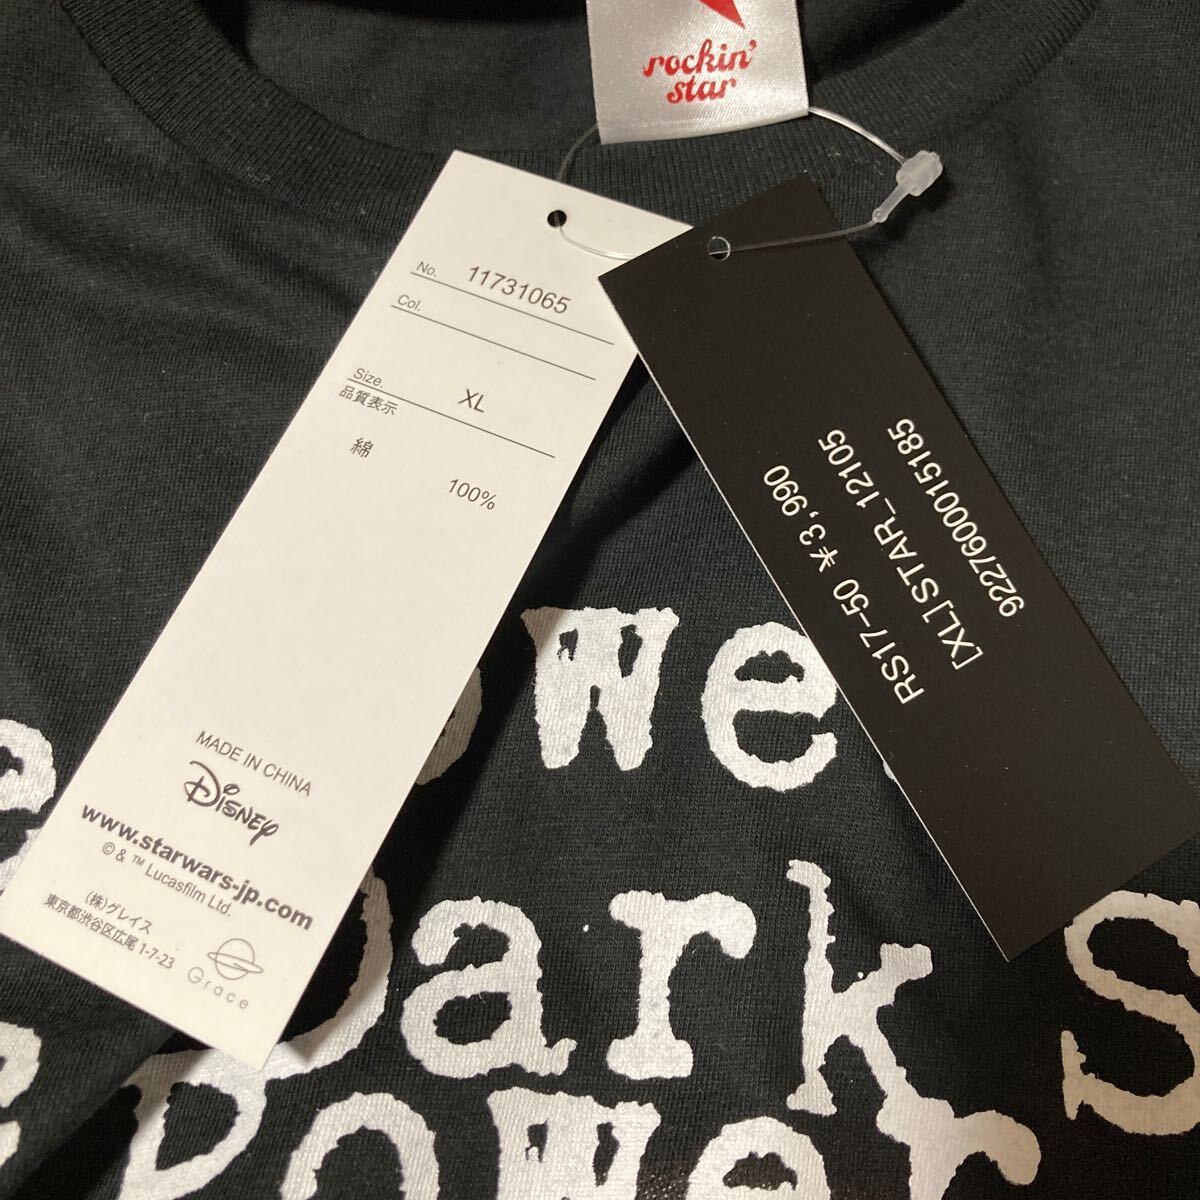 rockin'
star
No. 11731065
Col.
Size. XL
品質表示
綿 100%
MADE IN CHINA
Disney
www.starwars-jp.com
© & ™ Lucasfilm Ltd.
(株)グレイス
東京都渋谷区広尾1-7-23
Grace
RS17-50 ¥3,990
[XL] STAR_12105
9227600015185
owe
Dark S
Power